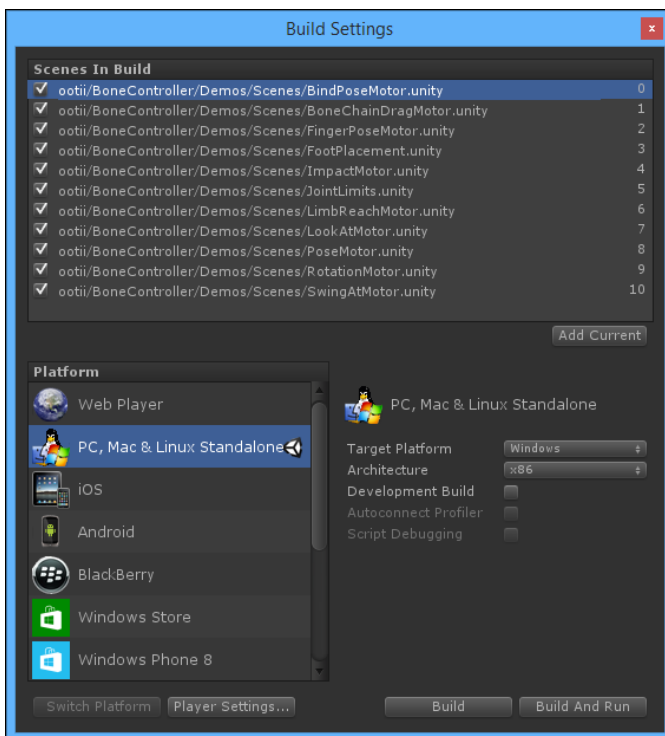 Build Settings
x
Scenes In Build
ootii/BoneController/Demos/Scenes/BindPoseMotor.unity 0
ootii/BoneController/Demos/Scenes/BoneChainDragMotor.unity 1
ootii/BoneController/Demos/Scenes/FingerPoseMotor.unity 2
ootii/BoneController/Demos/Scenes/FootPlacement.unity 3
ootii/BoneController/Demos/Scenes/ImpactMotor.unity 4
ootii/BoneController/Demos/Scenes/JointLimits.unity 5
ootii/BoneController/Demos/Scenes/LimbReachMotor.unity 6
ootii/BoneController/Demos/Scenes/LookAtMotor.unity 7
ootii/BoneController/Demos/Scenes/PoseMotor.unity 8
ootii/BoneController/Demos/Scenes/RotationMotor.unity 9
ootii/BoneController/Demos/Scenes/SwingAtMotor.unity 10
Add Current
Platform
Web Player
PC, Mac & Linux Standalone
iOS
Android
BlackBerry
Windows Store
Windows Phone 8
PC, Mac & Linux Standalone
Target Platform Windows
Architecture x86
Development Build
Autoconnect Profiler
Script Debugging
Switch Platform Player Settings... Build Build And Run